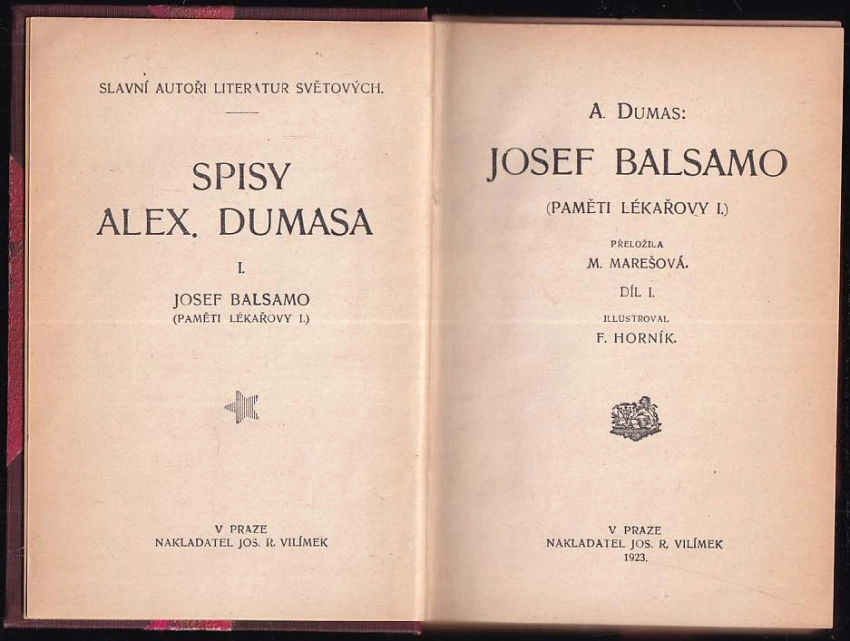 SLAVNÍ AUTOŘI LITERATUR SVĚTOVÝCH.
SPISY
ALEX. DUMASA
I.
JOSEF BALSAMO
(PAMĚTI LÉKAŘOVY I.)
V PRAZE
NAKLADATEL JOS. R. VILÍMEK
A. DUMAS:
JOSEF BALSAMO
(PAMĚTI LÉKAŘOVY I.)
PŘELOŽILA
M. MAREŠOVÁ.
DÍL I.
ILLUSTROVAL
F. HORNÍK.
V PRAZE
NAKLADATEL JOS. R. VILÍMEK
1923.